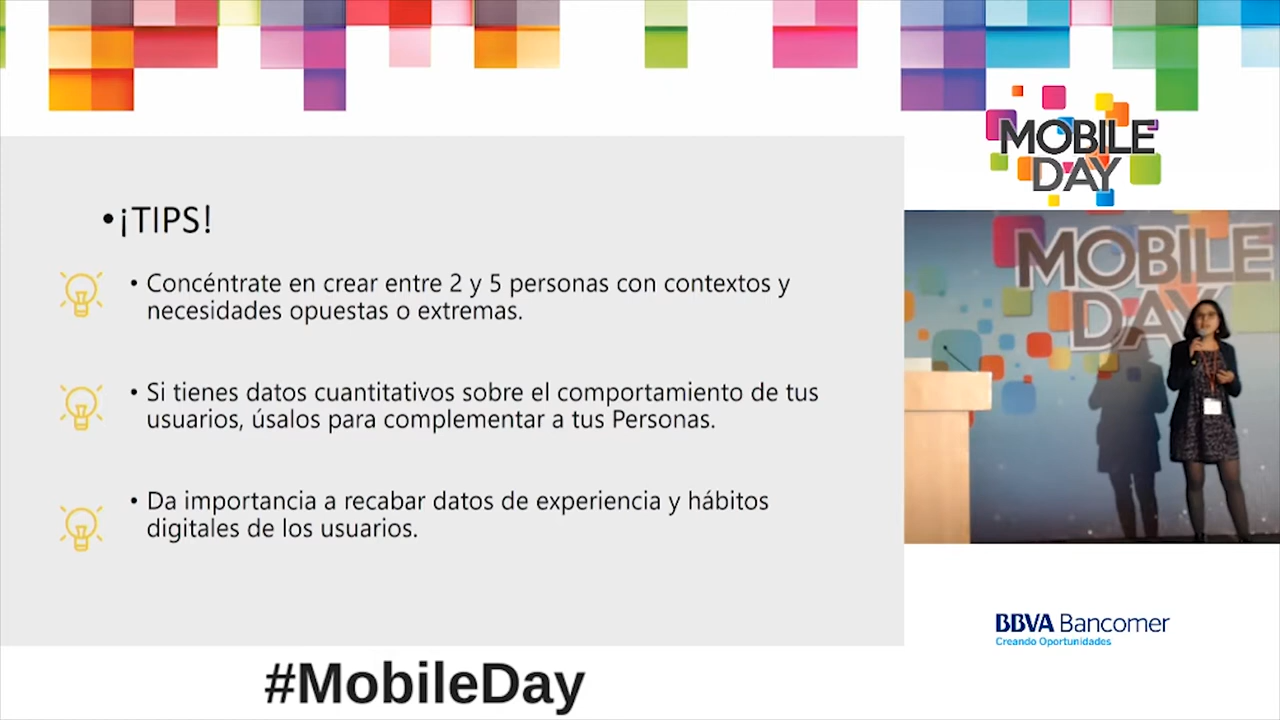 MOBILE
DAY
•¡TIPS!
• Concéntrate en crear entre 2 y 5 personas con contextos y
necesidades opuestas o extremas.
• Si tienes datos cuantitativos sobre el comportamiento de tus
usuarios, úsalos para complementar a tus Personas.
• Da importancia a recabar datos de experiencia y hábitos
digitales de los usuarios.
MOBILE
DAY
BBVA Bancomer
Creando Oportunidades
#MobileDay